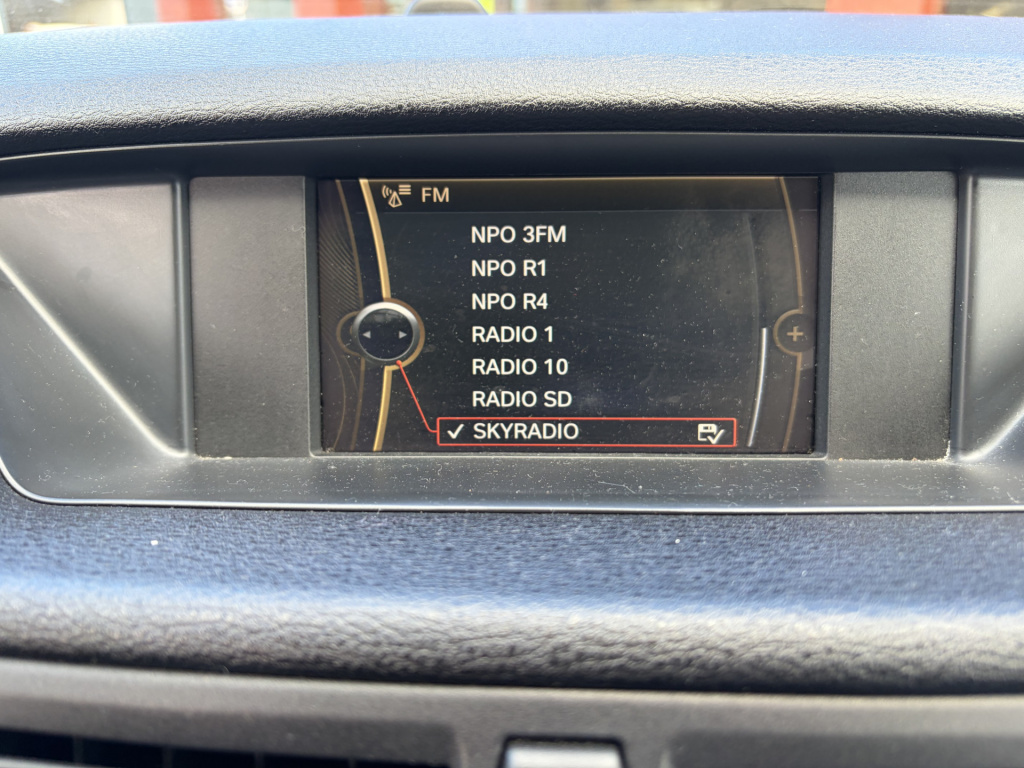 FM
NPO 3FM
NPO R1
NPO R4
RADIO 1
RADIO 10
RADIO SD
SKYRADIO